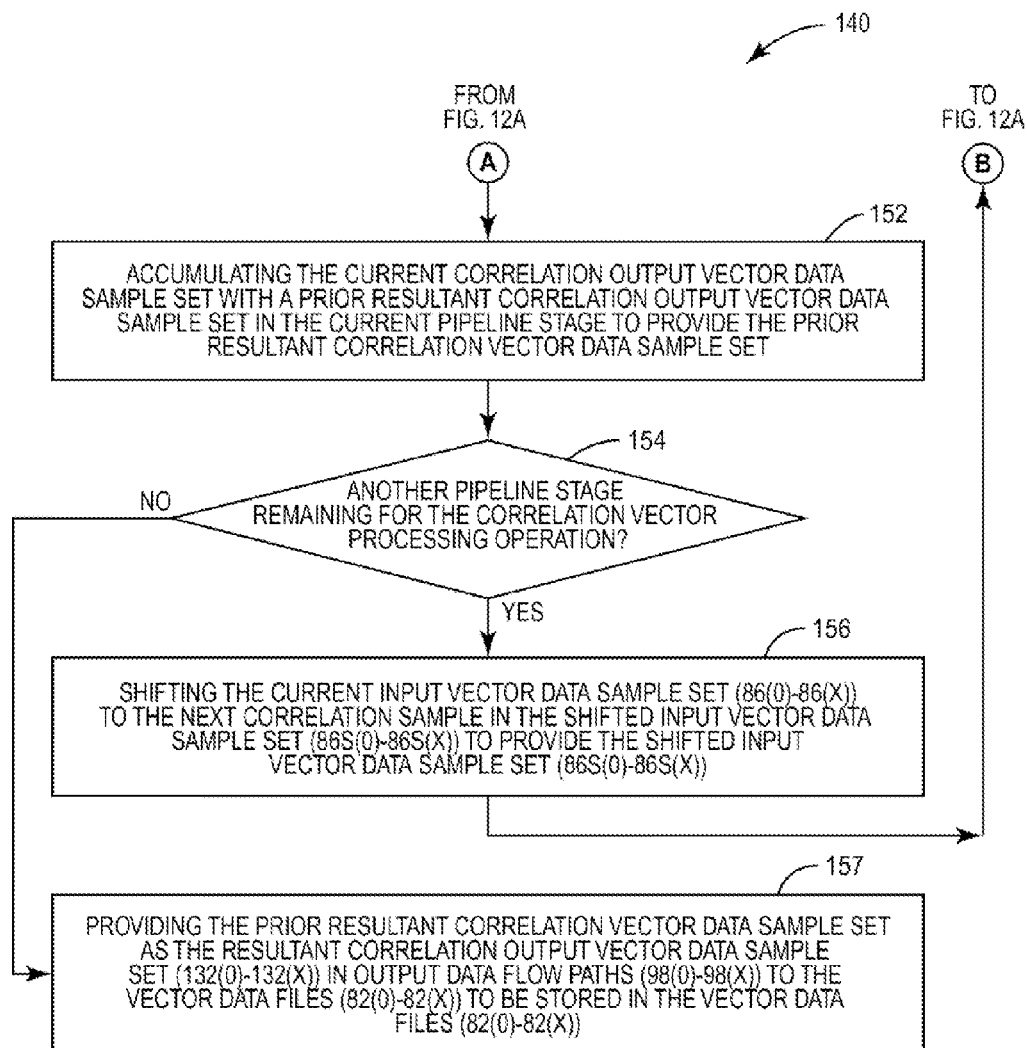 140
FROM
FIG. 12A
A
TO
FIG. 12A
B
152
ACCUMULATING THE CURRENT CORRELATION OUTPUT VECTOR DATA
SAMPLE SET WITH A PRIOR RESULTANT CORRELATION OUTPUT VECTOR DATA
SAMPLE SET IN THE CURRENT PIPELINE STAGE TO PROVIDE THE PRIOR
RESULTANT CORRELATION VECTOR DATA SAMPLE SET
154
NO
ANOTHER PIPELINE STAGE
REMAINING FOR THE CORRELATION VECTOR
PROCESSING OPERATION?
YES
156
SHIFTING THE CURRENT INPUT VECTOR DATA SAMPLE SET (86(0)-86(X))
TO THE NEXT CORRELATION SAMPLE IN THE SHIFTED INPUT VECTOR DATA
SAMPLE SET (86S(0)-86S(X)) TO PROVIDE THE SHIFTED INPUT
VECTOR DATA SAMPLE SET (86S(0)-86S(X))
157
PROVIDING THE PRIOR RESULTANT CORRELATION VECTOR DATA SAMPLE SET
AS THE RESULTANT CORRELATION OUTPUT VECTOR DATA SAMPLE
SET (132(0)-132(X)) IN OUTPUT DATA FLOW PATHS (98(0)-98(X)) TO THE
VECTOR DATA FILES (82(0)-82(X)) TO BE STORED IN THE VECTOR DATA
FILES (82(0)-82(X))